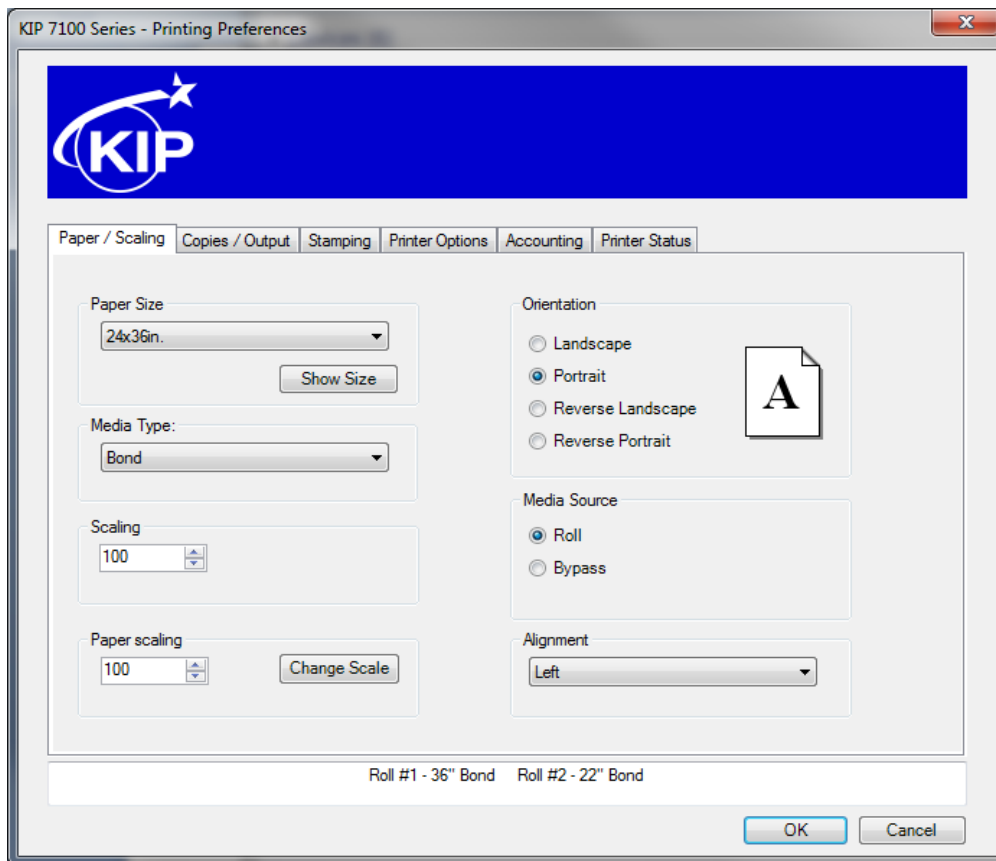 KIP 7100 Series - Printing Preferences
KIP
Paper / Scaling Copies / Output Stamping Printer Options Accounting Printer Status
Paper Size
24x36in.
Show Size
Media Type:
Bond
Scaling
100
Paper scaling
100
Change Scale
Orientation
Landscape
Portrait
Reverse Landscape
Reverse Portrait
A
Media Source
Roll
Bypass
Alignment
Left
Roll #1 - 36" Bond Roll #2 - 22" Bond
OK Cancel